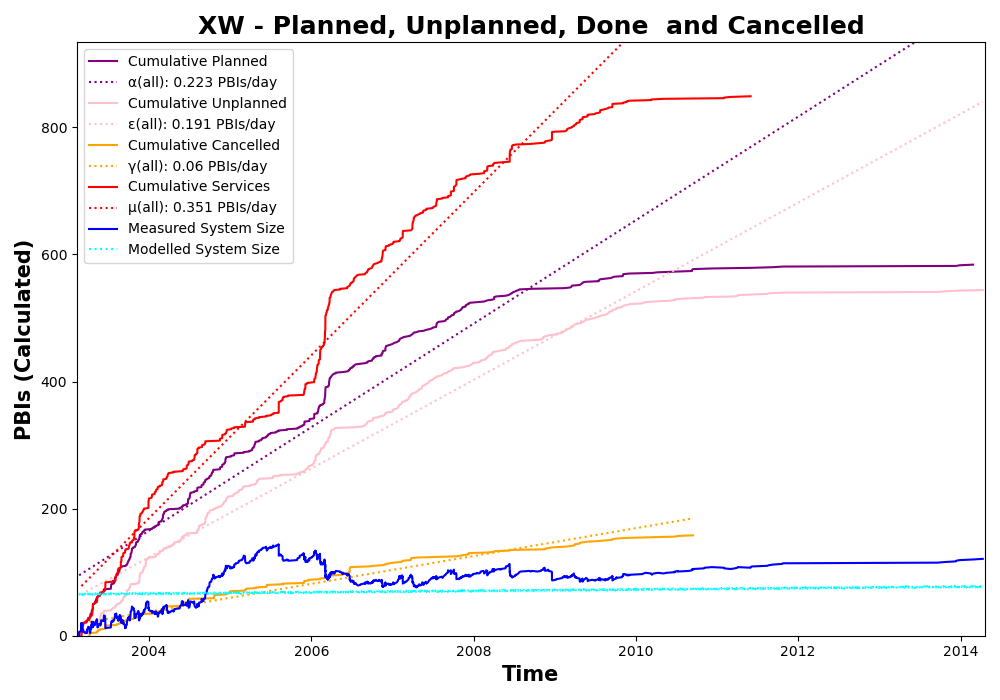 XW - Planned, Unplanned, Done  and Cancelled
Cumulative Planned
α(all): 0.223 PBIs/day
Cumulative Unplanned
ε(all): 0.191 PBIs/day
Cumulative Cancelled
γ(all): 0.06 PBIs/day
Cumulative Services
μ(all): 0.351 PBIs/day
Measured System Size
Modelled System Size
PBIs (Calculated)
800
600
400
200
0
2004 2006 2008 2010 2012 2014
Time